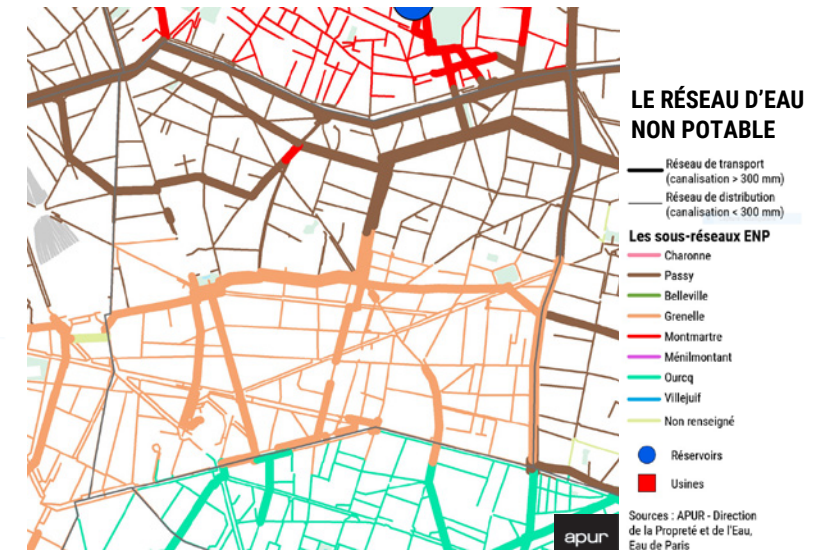 LE RÉSEAU D'EAU
NON POTABLE
Réseau de transport
(canalisation > 300 mm)
Réseau de distribution
(canalisation < 300 mm)
Les sous-réseaux ENP
Charonne
Passy
Belleville
Grenelle
Montmartre
Ménilmontant
Ourcq
Villejuif
Non renseigné
Réservoirs
Usines
Sources : APUR - Direction
de la Propreté et de l'Eau,
Eau de Paris
apur